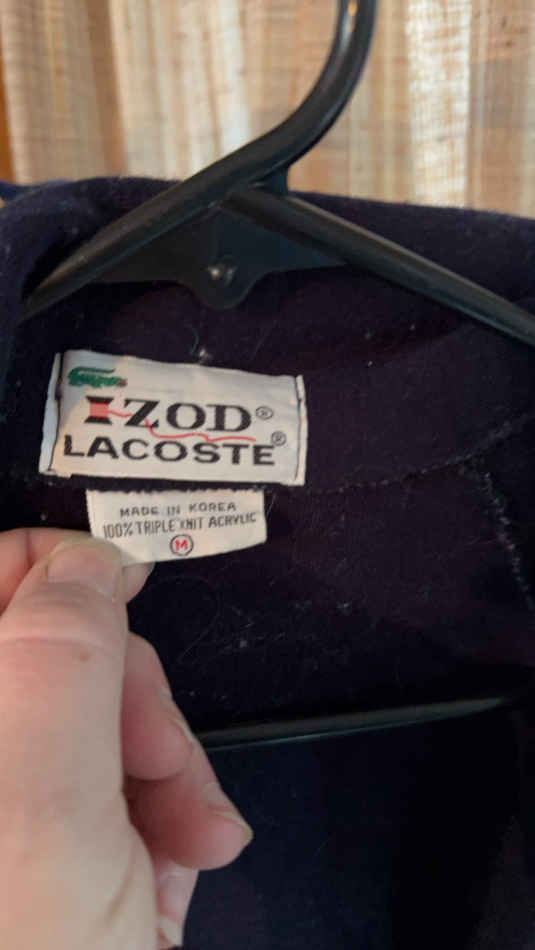 IZOD®
LACOSTE®
MADE IN KOREA
100% TRIPLE KNIT ACRYLIC
M